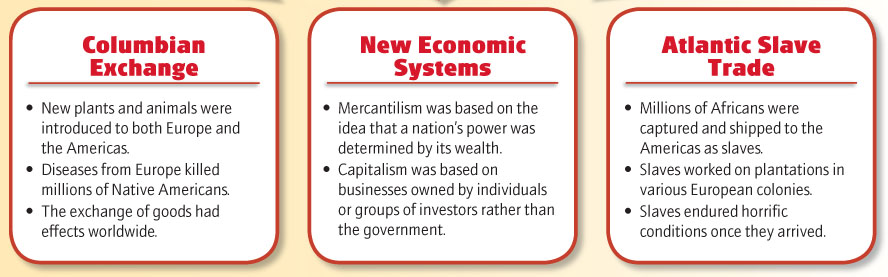 Columbian
Exchange
• New plants and animals were
introduced to both Europe and
the Americas.
• Diseases from Europe killed
millions of Native Americans.
• The exchange of goods had
effects worldwide.
New Economic
Systems
• Mercantilism was based on the
idea that a nation's power was
determined by its wealth.
• Capitalism was based on
businesses owned by individuals
or groups of investors rather than
the government.
Atlantic Slave
Trade
• Millions of Africans were
captured and shipped to the
Americas as slaves.
• Slaves worked on plantations in
various European colonies.
• Slaves endured horrific
conditions once they arrived.